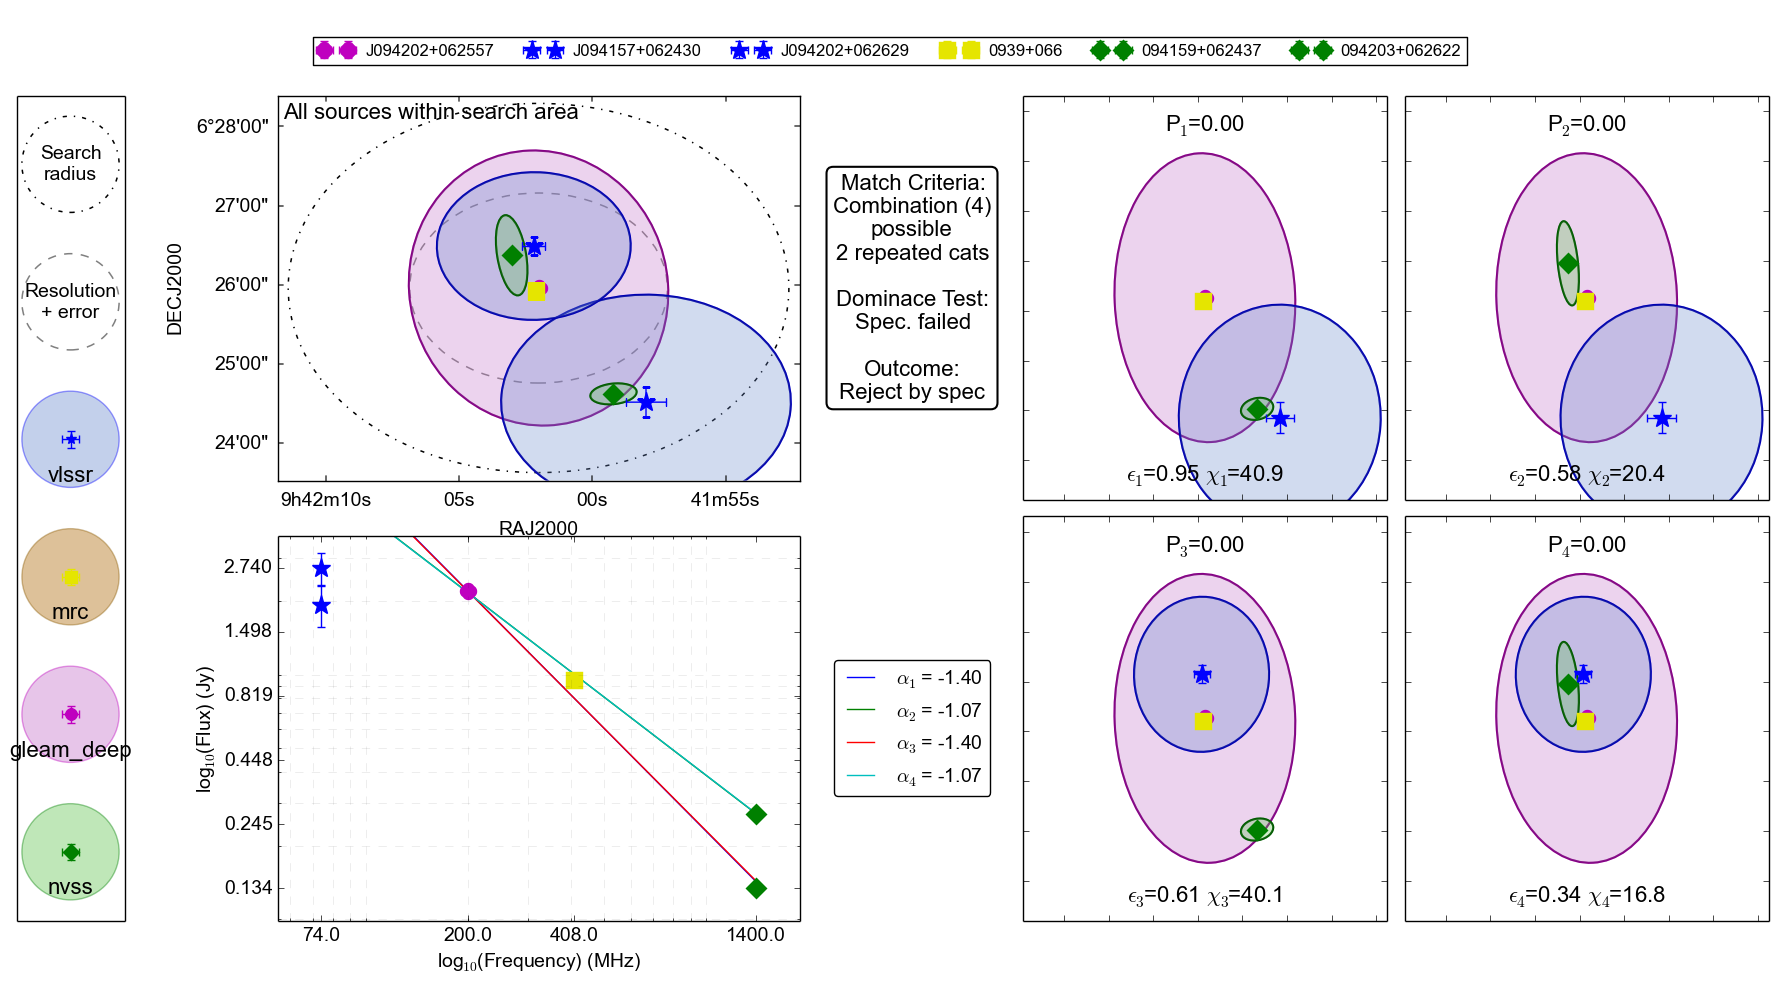 J094202+062557 J094157+062430 J094202+062629 0939+066 094159+062437 094203+062622
Search
radius
Resolution
+ error
vlssr
mrc
gleam_deep
nvss
All sources within search area
DECJ2000
6°28'00"
27'00"
26'00"
25'00"
24'00"
9h42m10s 05s 00s 41m55s
RAJ2000
Match Criteria:
Combination (4)
possible
2 repeated cats
Dominace Test:
Spec. failed
Outcome:
Reject by spec
P1=0.00
ϵ1=0.95 χ1=40.9
P2=0.00
ϵ2=0.58 χ2=20.4
P3=0.00
ϵ3=0.61 χ3=40.1
P4=0.00
ϵ4=0.34 χ4=16.8
log10(Flux) (Jy)
2.740
1.498
0.819
0.448
0.245
0.134
74.0 200.0 408.0 1400.0
log10(Frequency) (MHz)
α1 = -1.40
α2 = -1.07
α3 = -1.40
α4 = -1.07